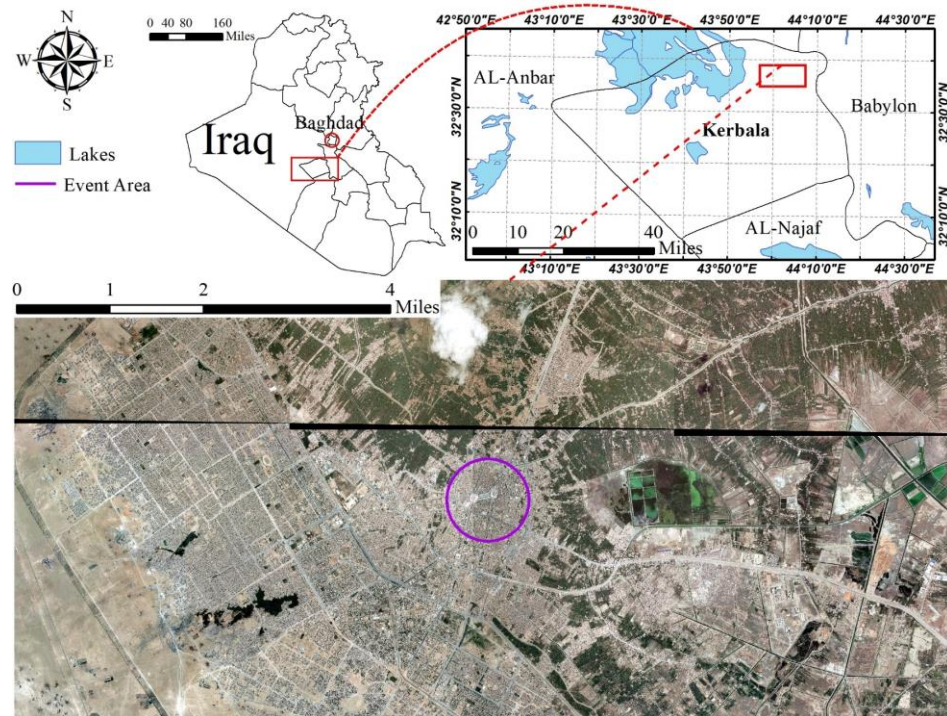 N
W E
S
0 40 80 160
Miles
Iraq
Baghdad
Lakes
Event Area
42°50'0"E 43°10'0"E 43°30'0"E 43°50'0"E 44°10'0"E 44°30'0"E
32°30'0"N
32°10'0"N
AL-Anbar
Babylon
Kerbala
AL-Najaf
0 10 20 40
Miles
32°30'0"N
32°10'0"N
43°10'0"E 43°30'0"E 43°50'0"E 44°10'0"E 44°30'0"E
0 1 2 4
Miles